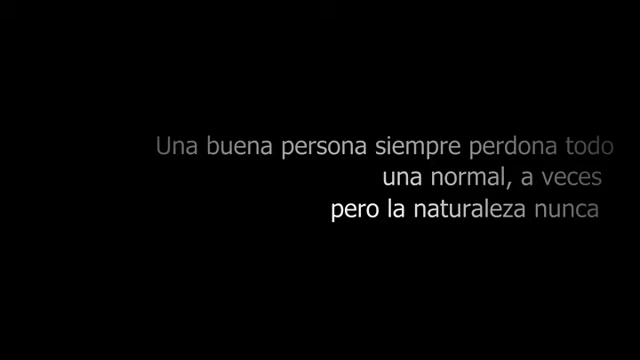 Una buena persona siempre perdona todo
una normal, a veces
pero la naturaleza nunca